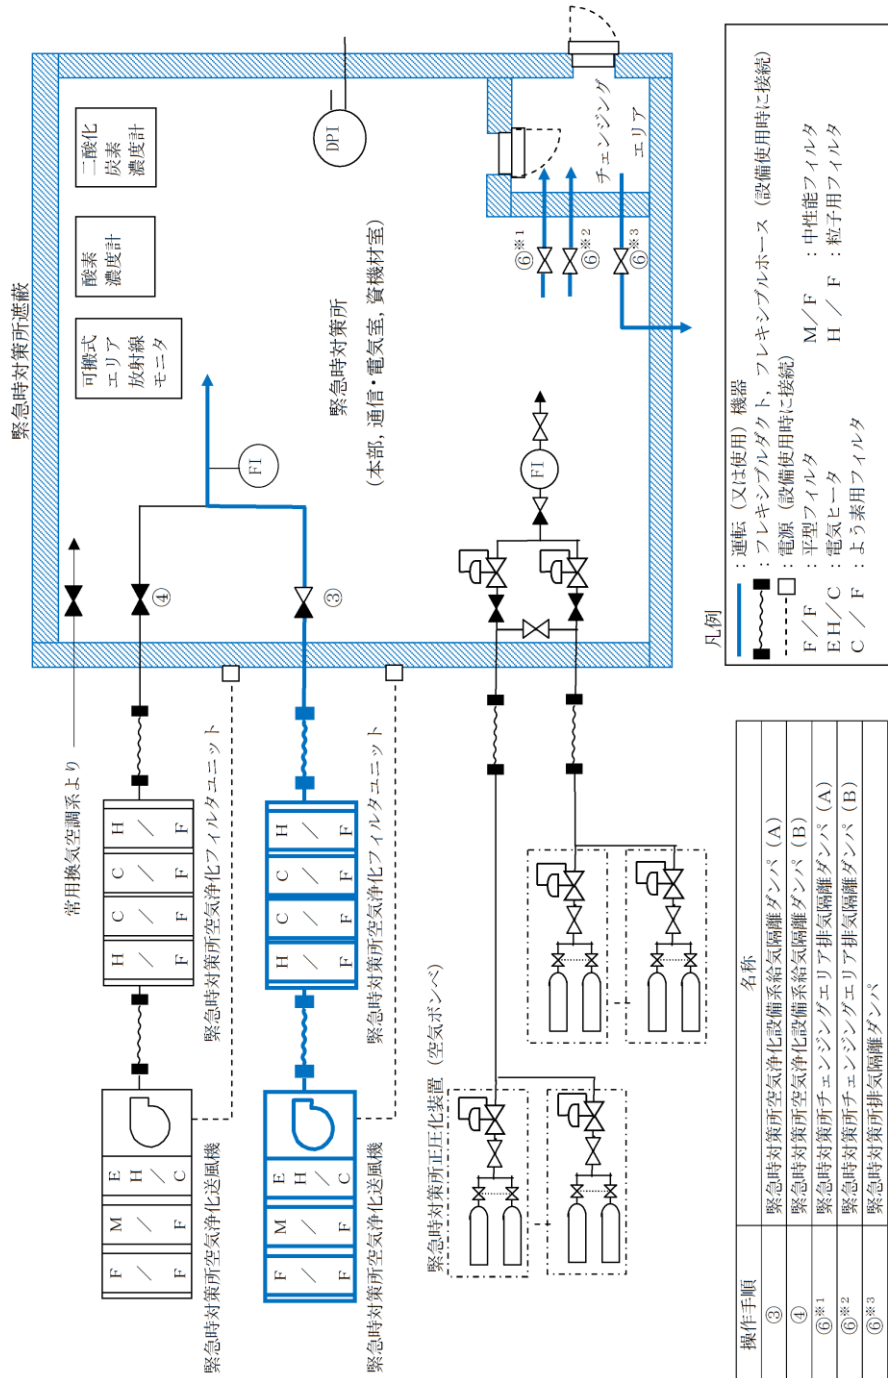 緊急時対策所遮蔽
可搬式
エリア
放射線
モニタ
酸素
濃度計
二酸化
炭素
濃度計
常用換気空調系より
④
③
FI
DPI
緊急時対策所
(本部, 通信・電気室, 資機材室)
チェンジング
エリア
⑥※1
⑥※2
⑥※3
FI
F/F
M/F
EH/C
H/F
C/F
C/F
H/F
緊急時対策所空気浄化送風機
緊急時対策所空気浄化フィルタユニット
F/F
M/F
EH/C
H/F
C/F
C/F
H/F
緊急時対策所空気浄化送風機
緊急時対策所空気浄化フィルタユニット
緊急時対策所正圧化装置 (空気ボンベ)
操作手順 名称
③ 緊急時対策所空気浄化設備系給気隔離ダンパ (A)
④ 緊急時対策所空気浄化設備系給気隔離ダンパ (B)
⑥※1 緊急時対策所チェンジングエリア排気隔離ダンパ (A)
⑥※2 緊急時対策所チェンジングエリア排気隔離ダンパ (B)
⑥※3 緊急時対策所排気隔離ダンパ
凡例
: 運転 (又は使用) 機器
: フレキシブルダクト, フレキシブルホース (設備使用時に接続)
: 電源 (設備使用時に接続)
F/F : 平型フィルタ M/F : 中性能フィルタ
EH/C : 電気ヒータ H/F : 粒子用フィルタ
C/F : よう素用フィルタ